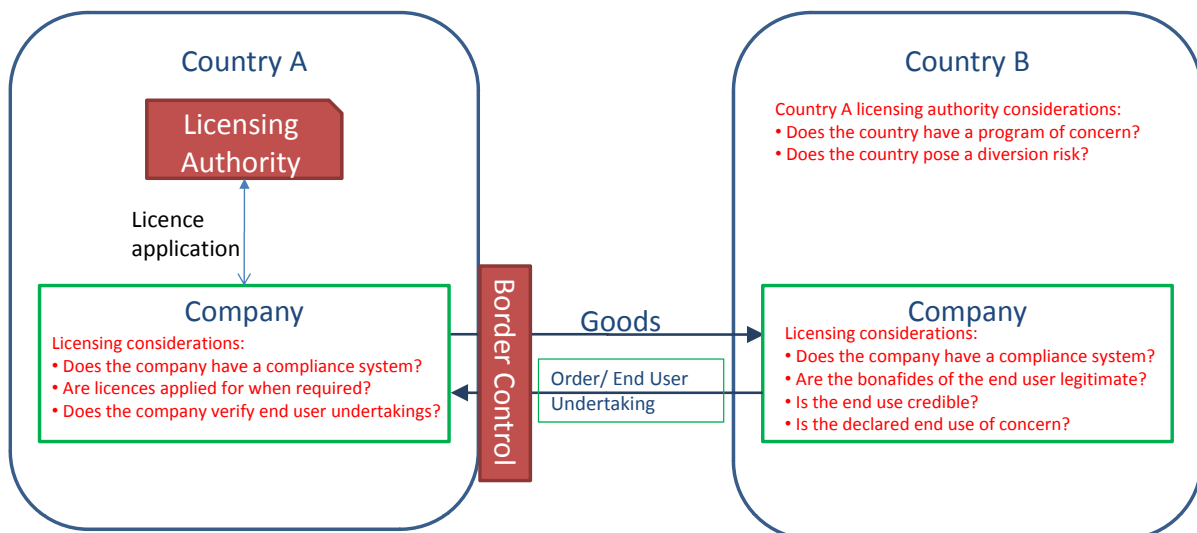 Country A
Licensing
Authority
Licence
application
Company
Licensing considerations:
• Does the company have a compliance system?
• Are licences applied for when required?
• Does the company verify end user undertakings?
Border Control
Goods
Order/ End User
Undertaking
Country B
Country A licensing authority considerations:
• Does the country have a program of concern?
• Does the country pose a diversion risk?
Company
Licensing considerations:
• Does the company have a compliance system?
• Are the bonafides of the end user legitimate?
• Is the end use credible?
• Is the declared end use of concern?